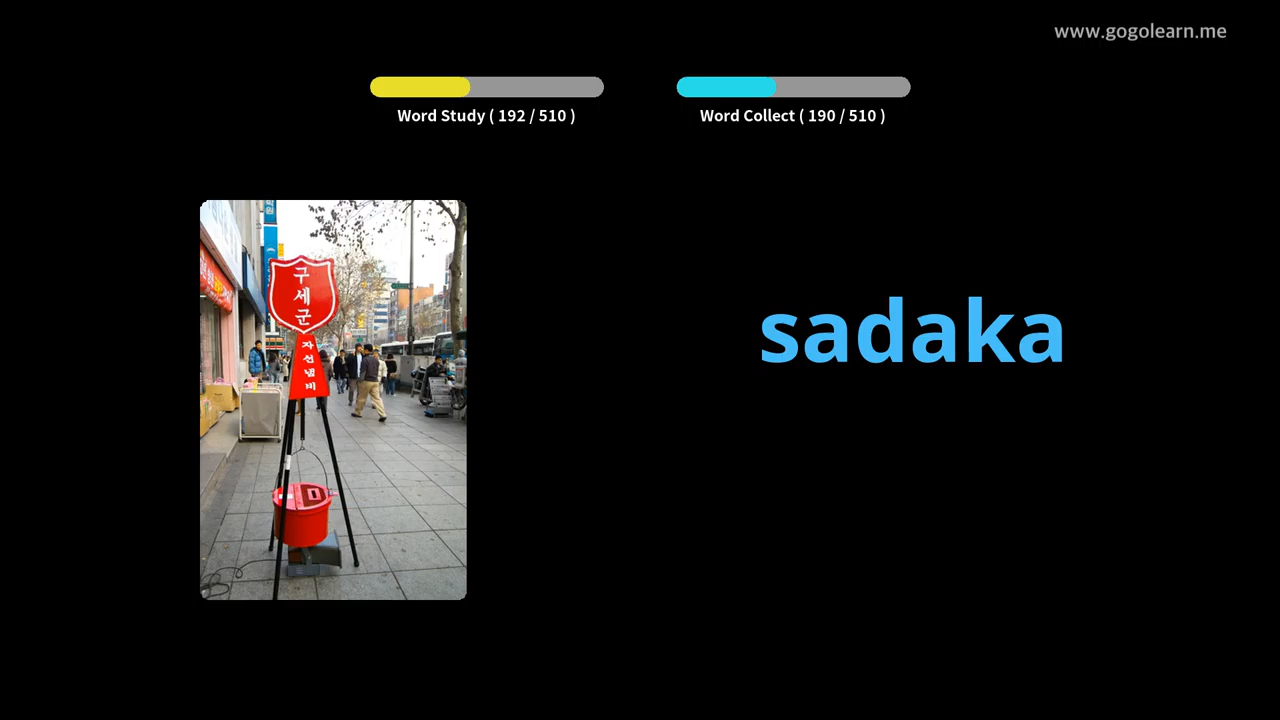 www.gogolearn.me
Word Study ( 192 / 510 )
Word Collect ( 190 / 510 )
구
세
군
자
선
냄
비
sadaka